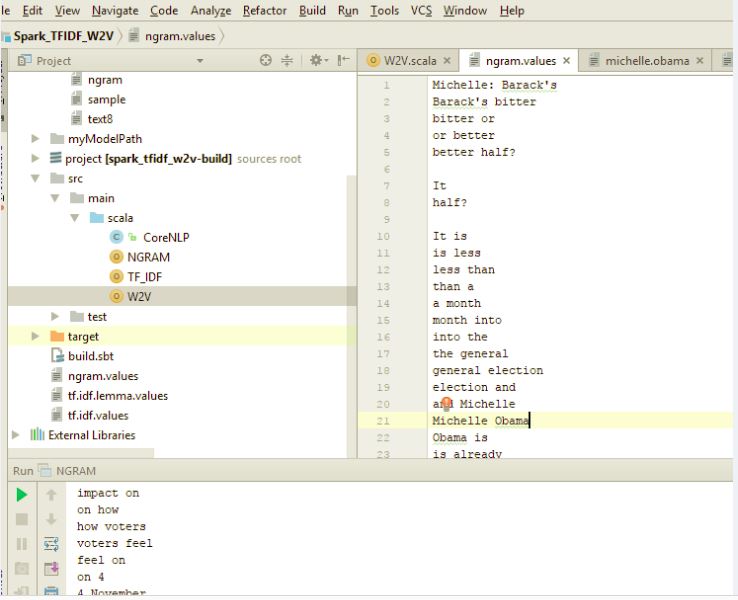 le Edit View Navigate Code Analyze Refactor Build Run Tools VCS Window Help
Spark_TFIDF_W2V ngram.values
Project
W2V.scala ngram.values michelle.obama
ngram
sample
text8
myModelPath
project [spark_tfidf_w2v-build] sources root
src
main
scala
CoreNLP
NGRAM
TF_IDF
W2V
test
target
build.sbt
ngram.values
tf.idf.lemma.values
tf.idf.values
External Libraries
1 Michelle: Barack's
2 Barack's bitter
3 bitter or
4 or better
5 better half?
6
7 It
8 half?
9
10 It is
11 is less
12 less than
13 than a
14 a month
15 month into
16 into the
17 the general
18 general election
19 election and
20 and Michelle
21 Michelle Obama
22 Obama is
23 is already
Run NGRAM
impact on
on how
how voters
voters feel
feel on
on 4
4 November